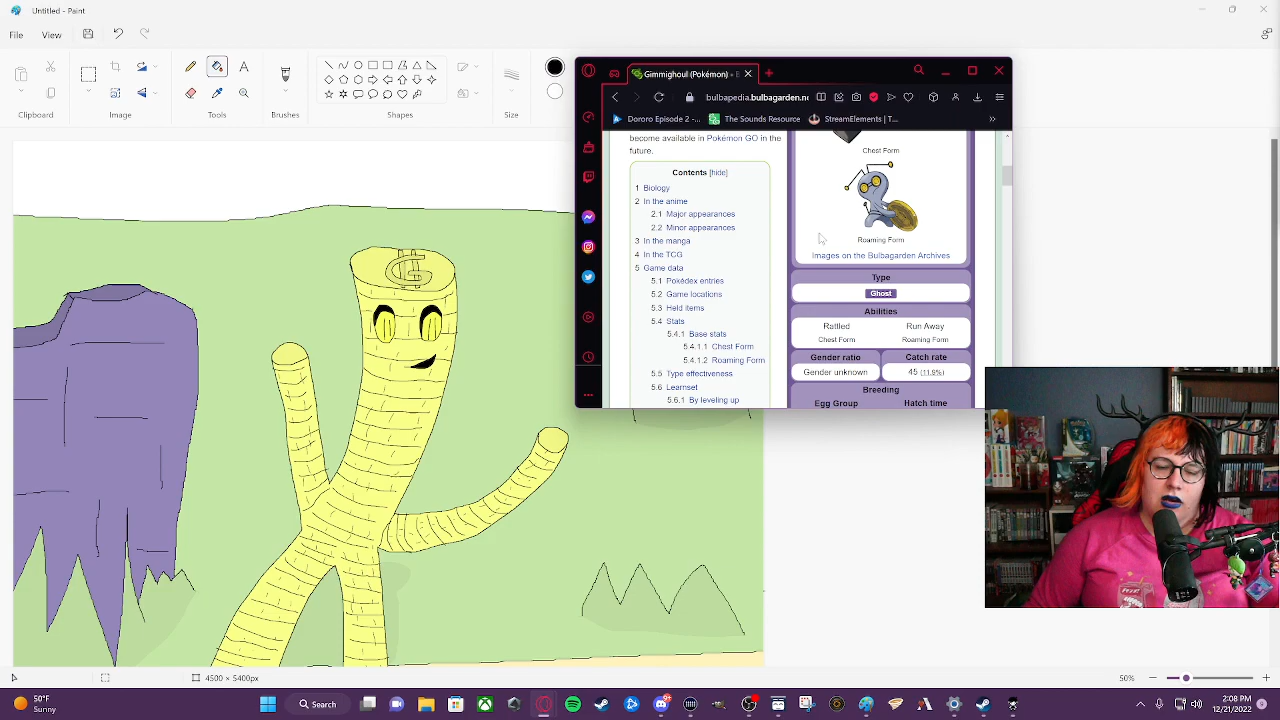 Untitled - Paint
File
View
Clipboard
Image
Tools
Brushes
Shapes
Size
Gimmighoul (Pokémon) - B
bulbapedia.bulbagarden.ne
Dororo Episode 2 -...
The Sounds Resource
StreamElements | T...
become available in Pokémon GO in the
future.
Contents [hide]
1 Biology
2 In the anime
2.1 Major appearances
2.2 Minor appearances
3 In the manga
4 In the TCG
5 Game data
5.1 Pokédex entries
5.2 Game locations
5.3 Held items
5.4 Stats
5.4.1 Base stats
5.4.1.1 Chest Form
5.4.1.2 Roaming Form
5.5 Type effectiveness
5.6 Learnset
5.6.1 By leveling up
Chest Form
Roaming Form
Images on the Bulbagarden Archives
Type
Ghost
Abilities
Rattled
Run Away
Chest Form
Roaming Form
Gender ratio
Catch rate
Gender unknown
45 (11.9%)
Breeding
Egg Group
Hatch time
G
4500 × 5400px
50%
50°F
Sunny
Search
2:08 PM
12/21/2022